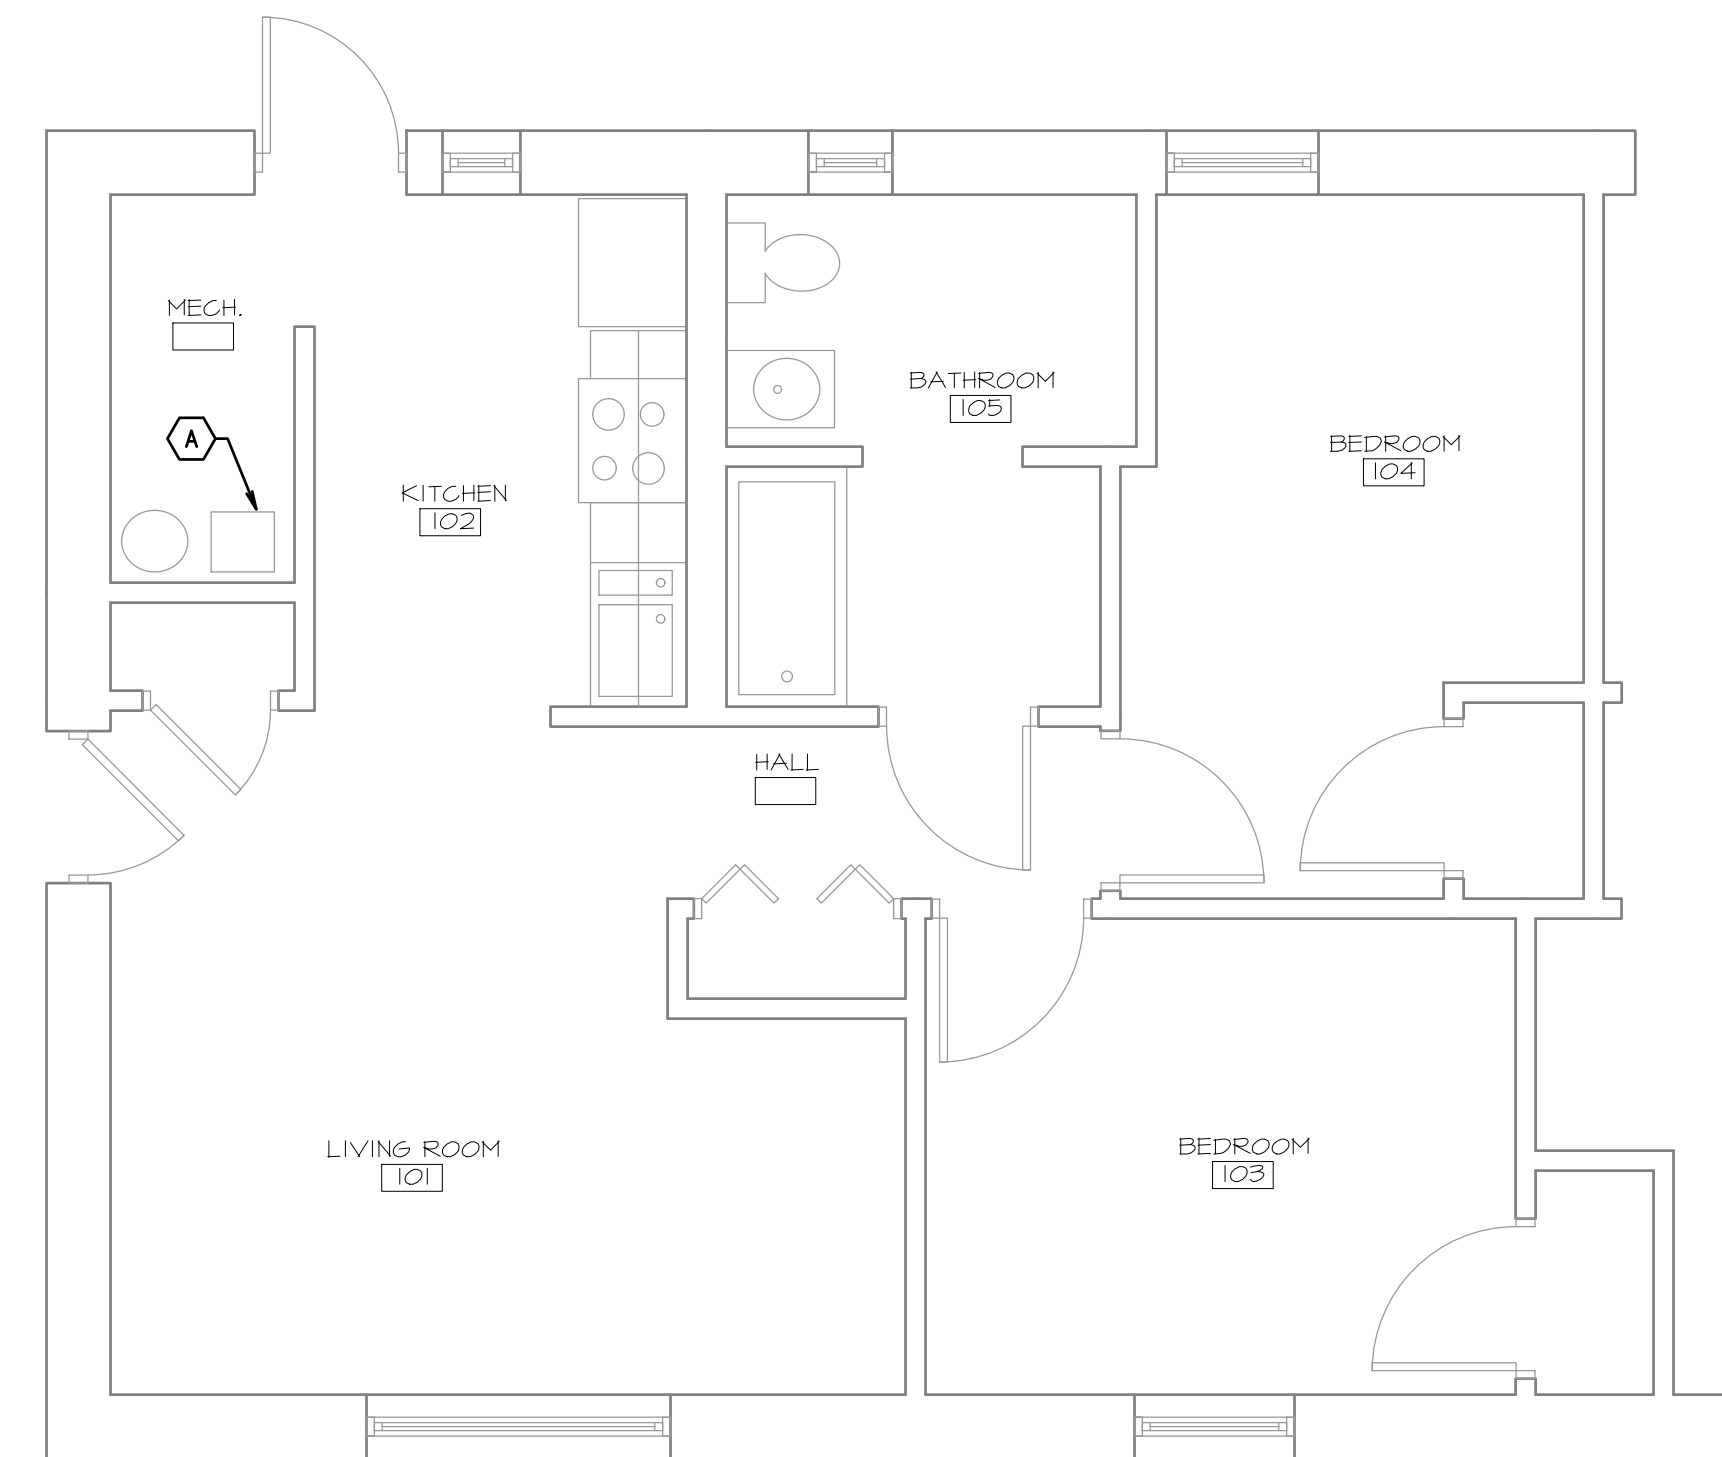 MECH.
BATHROOM
105
A
BEDROOM
104
KITCHEN
102
HALL
LIVING ROOM
101
BEDROOM
103